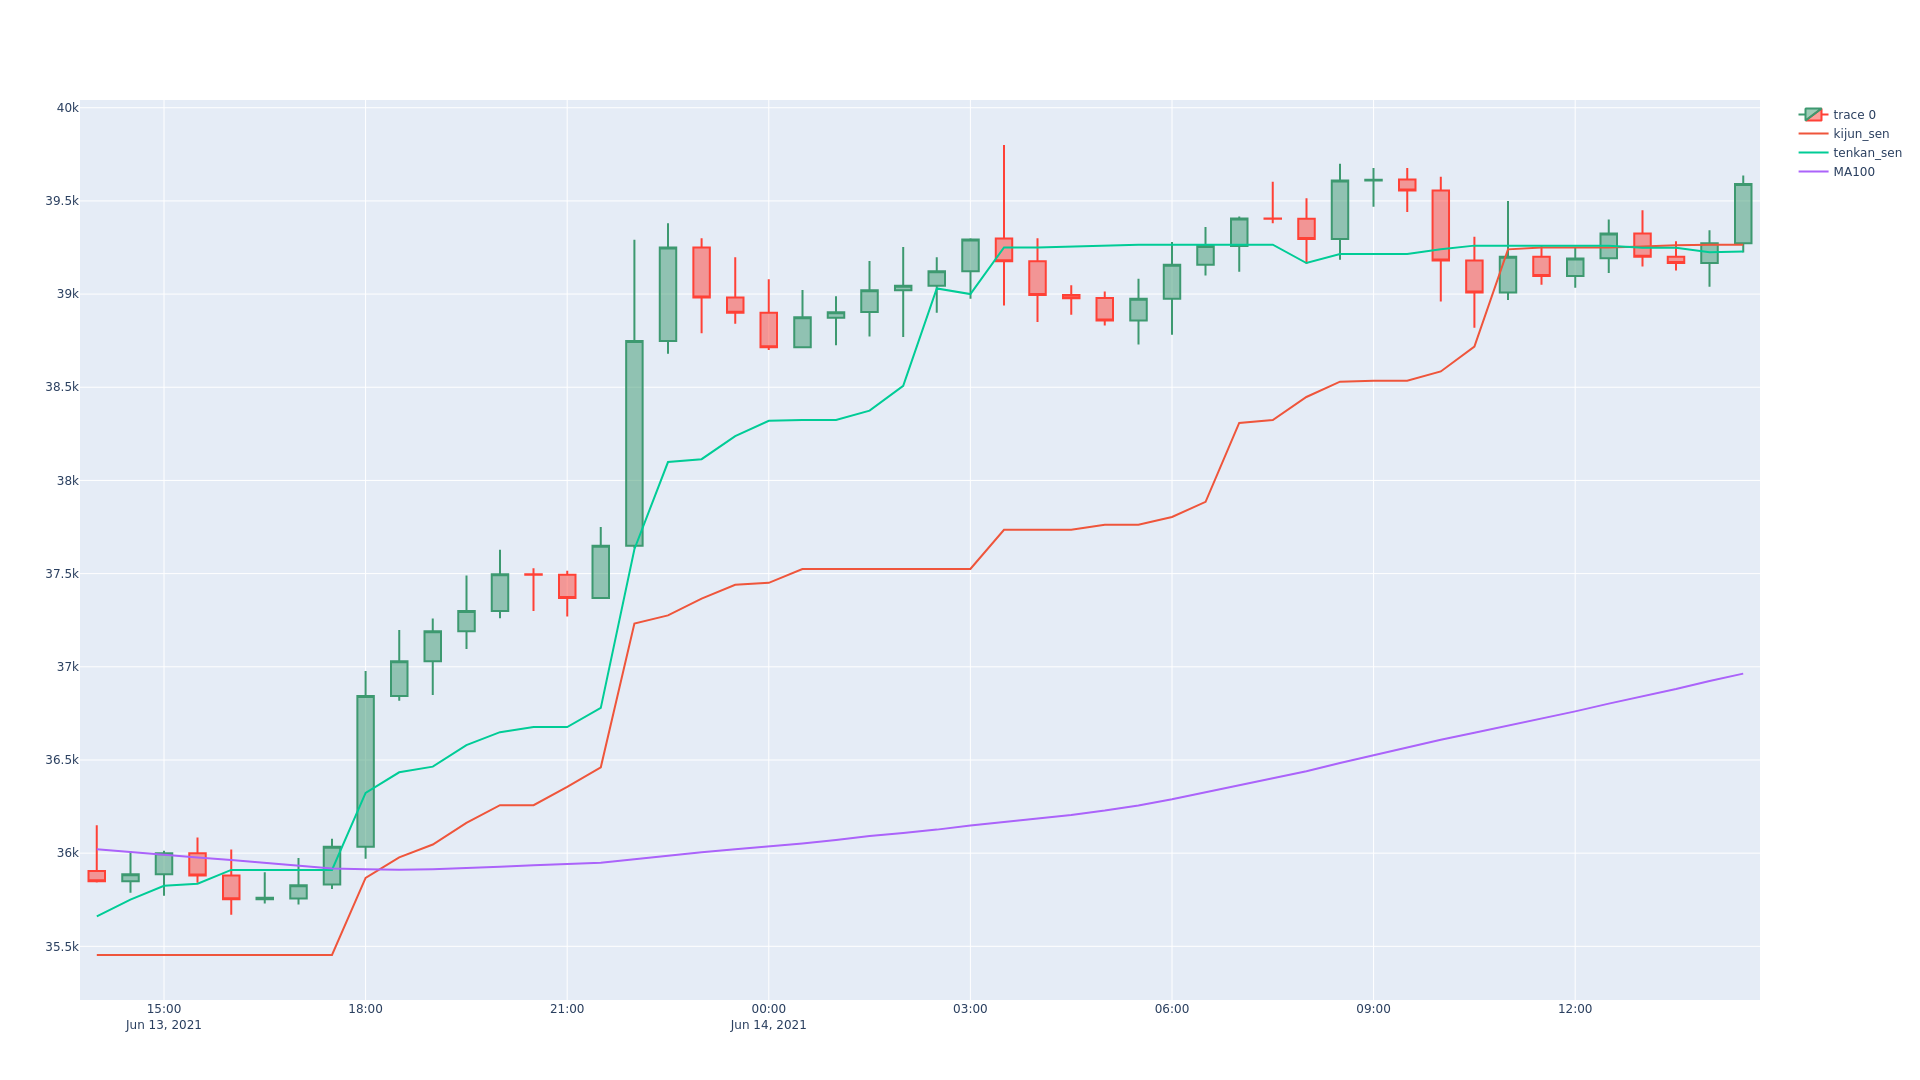 40k
39.5k
39k
38.5k
38k
37.5k
37k
36.5k
36k
35.5k
15:00
Jun 13, 2021
18:00
21:00
00:00
Jun 14, 2021
03:00
06:00
09:00
12:00
trace 0
kijun_sen
tenkan_sen
MA100